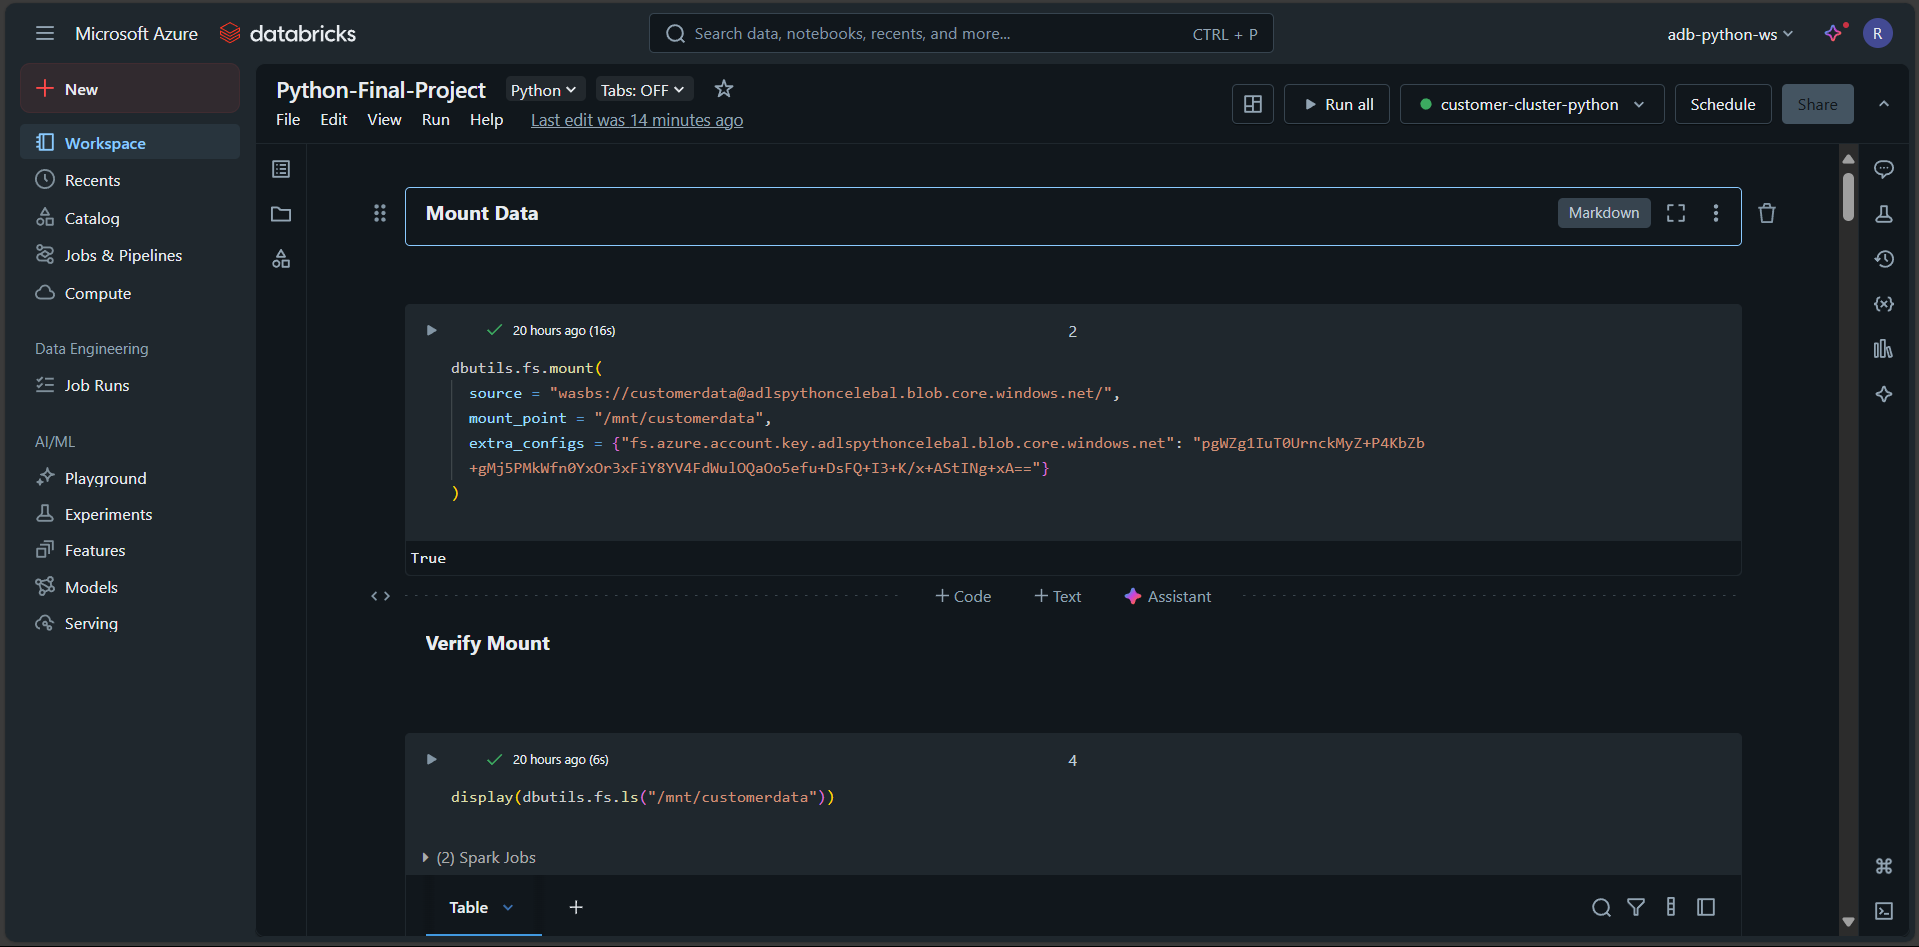 Microsoft Azure
databricks
Search data, notebooks, recents, and more...
CTRL + P
adb-python-ws
R
New
Workspace
Recents
Catalog
Jobs & Pipelines
Compute
Data Engineering
Job Runs
AI/ML
Playground
Experiments
Features
Models
Serving
Python-Final-Project
Python
Tabs: OFF
File Edit View Run Help
Last edit was 14 minutes ago
Run all
customer-cluster-python
Schedule
Share
Mount Data
Markdown
20 hours ago (16s)
2
dbutils.fs.mount(
source = "wasbs://customerdata@adlspythoncelebal.blob.core.windows.net/",
mount_point = "/mnt/customerdata",
extra_configs = {"fs.azure.account.key.adlspythoncelebal.blob.core.windows.net": "pgWZg1IuT0UrnckMyZ+P4KbZb
+gMj5PMkWfn0YxOr3xFiY8YV4FdWulOQaOo5efu+DsFQ+I3+K/x+AStINg+xA=="}
)
True
Code
Text
Assistant
Verify Mount
20 hours ago (6s)
4
display(dbutils.fs.ls("/mnt/customerdata"))
(2) Spark Jobs
Table